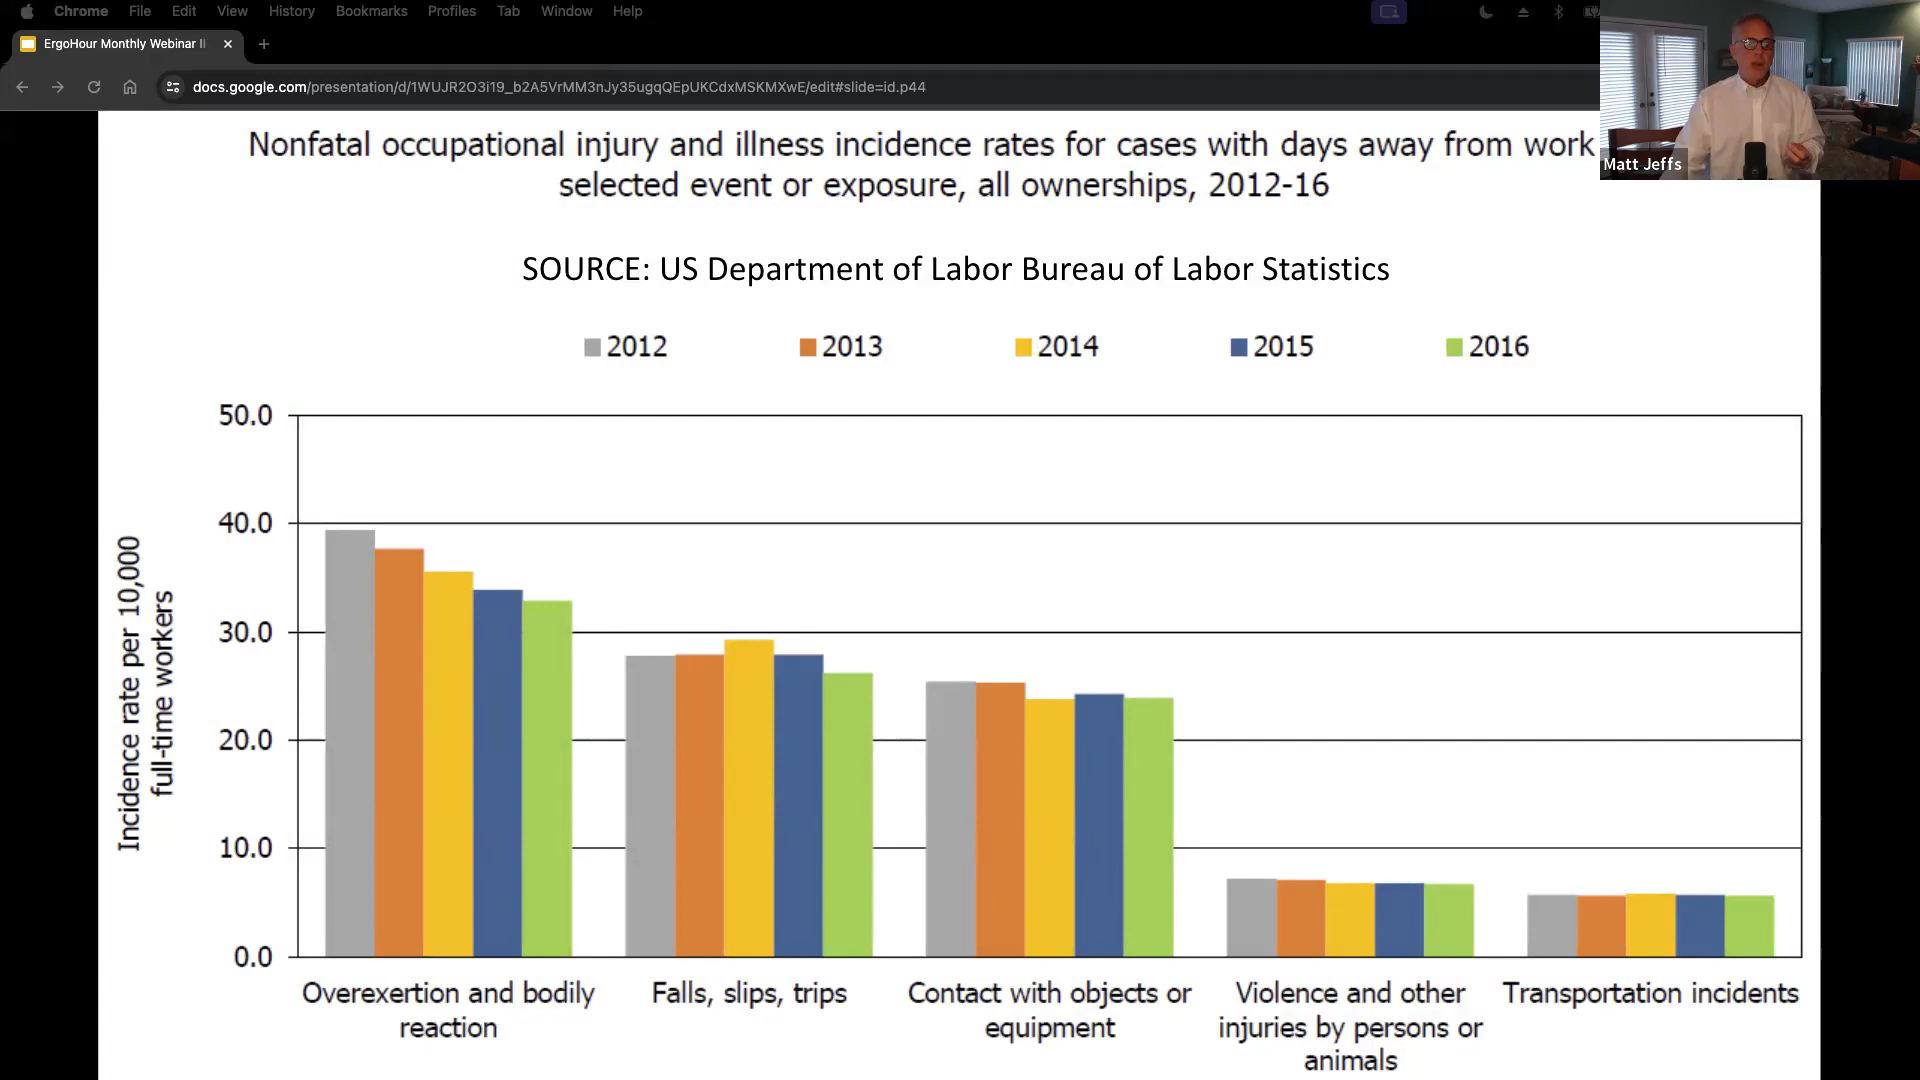 Chrome File Edit View History Bookmarks Profiles Tab Window Help
ErgoHour Monthly Webinar II
docs.google.com/presentation/d/1WUJR2O3i19_b2A5VrMM3nJy35ugqQEpUKCdxMSKMXwE/edit#slide=id.p44
Matt Jeffs
Nonfatal occupational injury and illness incidence rates for cases with days away from work
selected event or exposure, all ownerships, 2012-16
SOURCE: US Department of Labor Bureau of Labor Statistics
2012 2013 2014 2015 2016
Incidence rate per 10,000
full-time workers
50.0
40.0
30.0
20.0
10.0
0.0
Overexertion and bodily
reaction
Falls, slips, trips
Contact with objects or
equipment
Violence and other
injuries by persons or
animals
Transportation incidents